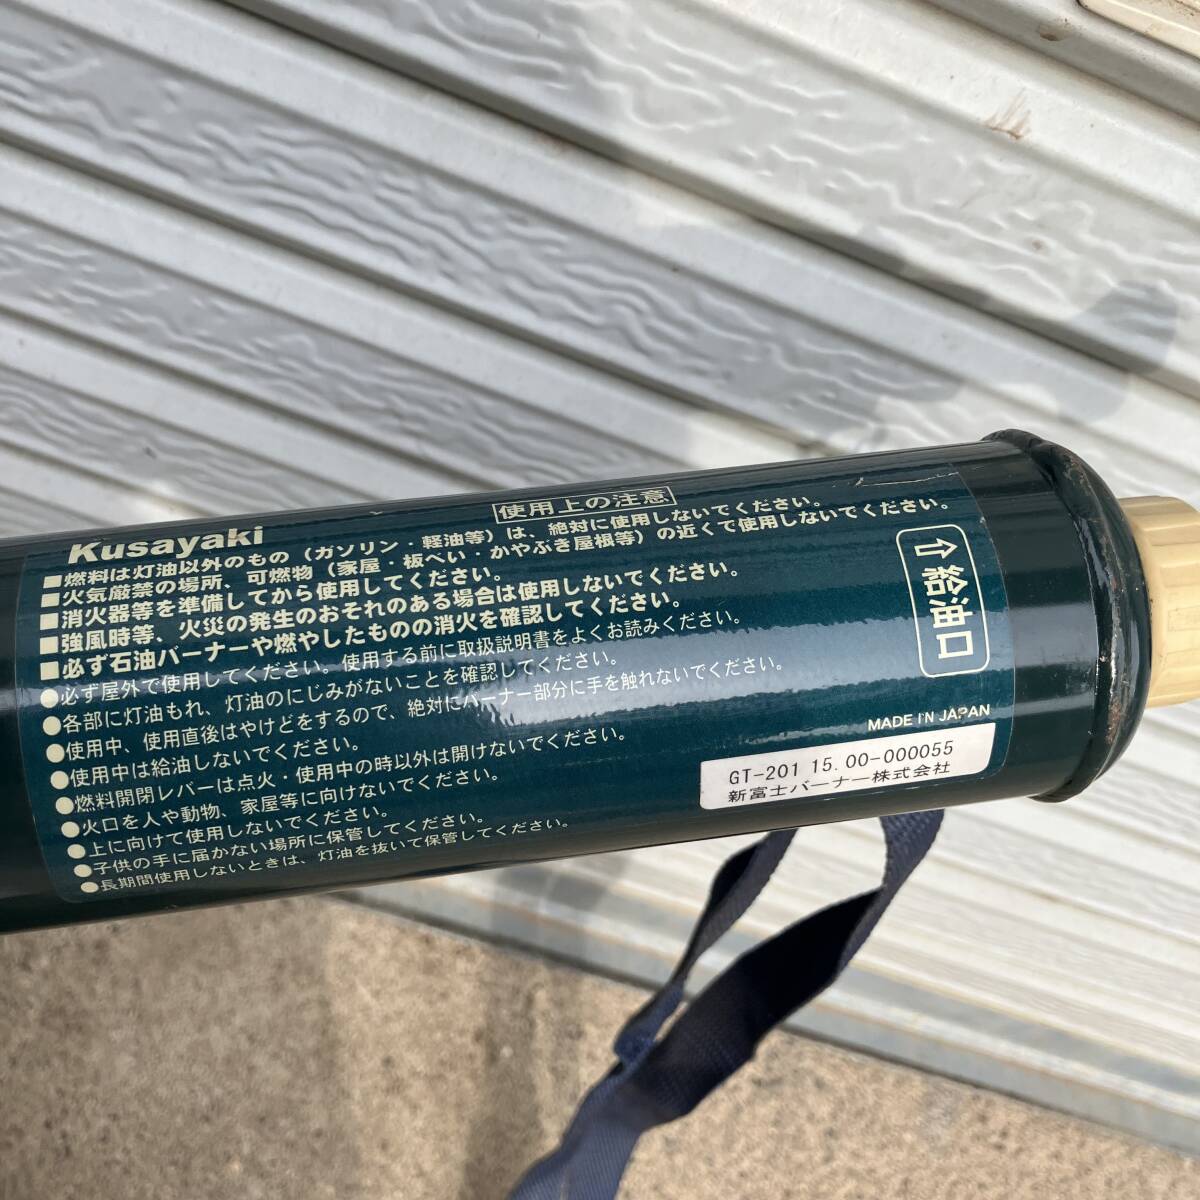 使用上の注意
Kusayaki
■燃料は灯油以外のもの（ガソリン・軽油等）は、絶対に使用しないでください。
■火気厳禁の場所、可燃物（家屋・板べい・かやぶき屋根等）の近くで使用しないでください。
■消火器等を準備してから使用してください。
■強風時等、火災の発生のおそれのある場合は使用しないでください。
■必ず石油バーナーや燃やしたものの消火を確認してください。
●必ず屋外で使用してください。使用する前に取扱説明書をよくお読みください。
●各部に灯油もれ、灯油のにじみがないことを確認してください。
●使用中、使用直後はやけどをするので、絶対にバーナー部分に手を触れないでください。
●使用中は給油しないでください。
●燃料開閉レバーは点火・使用中の時以外は開けないでください。
●火口を人や動物、家屋等に向けないでください。
●上に向けて使用しないでください。
●子供の手に届かない場所に保管してください。
●長期間使用しないときは、灯油を抜いて保管してください。
⇧給油口
MADE IN JAPAN
GT-201 15.00-000055
新富士バーナー株式会社